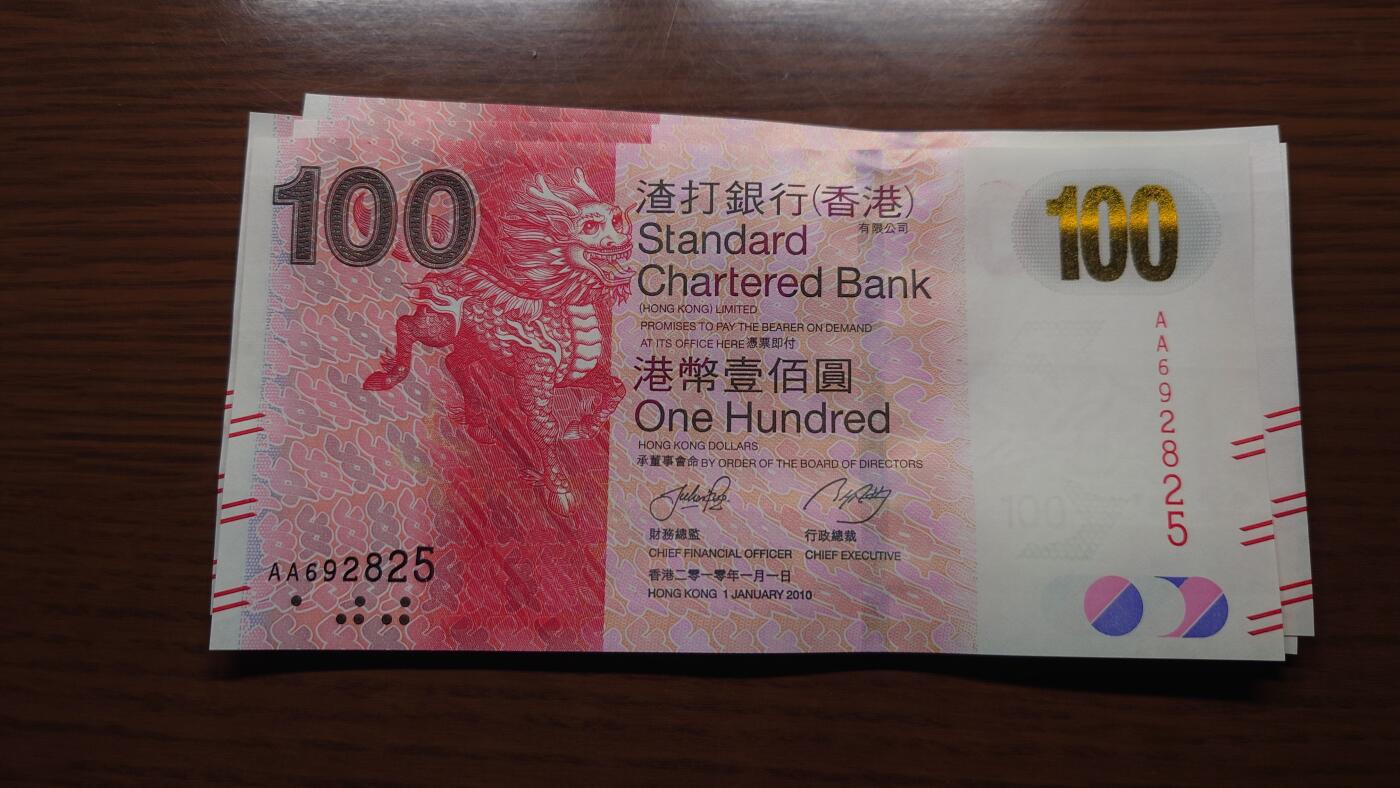 100
渣打銀行(香港)
有限公司
Standard
Chartered Bank
(HONG KONG) LIMITED
PROMISES TO PAY THE BEARER ON DEMAND
AT ITS OFFICE HERE 憑票即付
港幣壹佰圓
One Hundred
HONG KONG DOLLARS
承董事會命 BY ORDER OF THE BOARD OF DIRECTORS
財務總監 行政總裁
CHIEF FINANCIAL OFFICER CHIEF EXECUTIVE
香港二零一零年一月一日
HONG KONG 1 JANUARY 2010
AA692825
100
AA692825